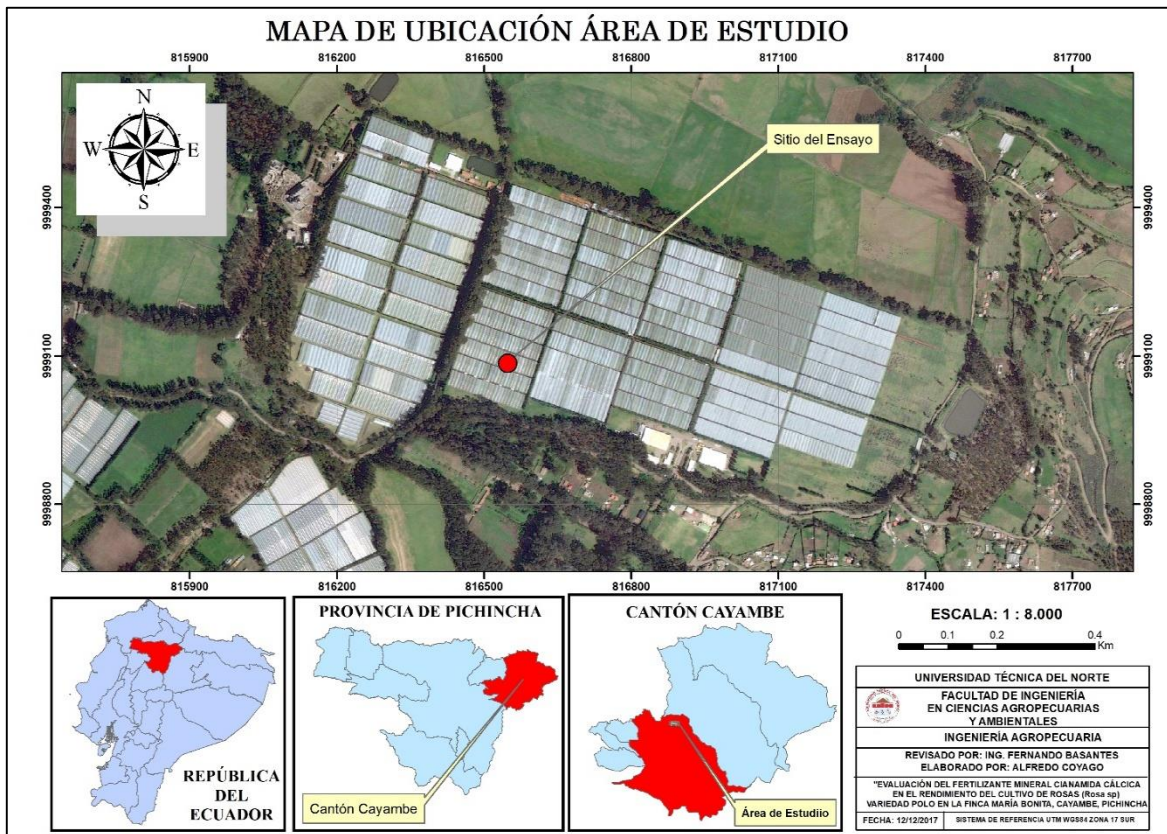 MAPA DE UBICACIÓN ÁREA DE ESTUDIO
815900 816200 816500 816800 817100 817400 817700
N
W E
S
Sitio del Ensayo
9999400 9999400
9999100 9999100
9998800 9998800
815900 816200 816500 816800 817100 817400 817700
REPÚBLICA
DEL
ECUADOR
PROVINCIA DE PICHINCHA
Cantón Cayambe
CANTÓN CAYAMBE
Área de Estudiio
ESCALA: 1 : 8.000
0 0.1 0.2 0.4
Km
UNIVERSIDAD TÉCNICA DEL NORTE
FACULTAD DE INGENIERÍA
EN CIENCIAS AGROPECUARIAS
Y AMBIENTALES
INGENIERÍA AGROPECUARIA
REVISADO POR: ING. FERNANDO BASANTES
ELABORADO POR: ALFREDO COYAGO
"EVALUACIÓN DEL FERTILIZANTE MINERAL CIANAMIDA CÁLCICA
EN EL RENDIMIENTO DEL CULTIVO DE ROSAS (Rosa sp)
VARIEDAD POLO EN LA FINCA MARÍA BONITA, CAYAMBE, PICHINCHA
FECHA: 12/12/2017 SISTEMA DE REFERENCIA UTM WGS84 ZONA 17 SUR